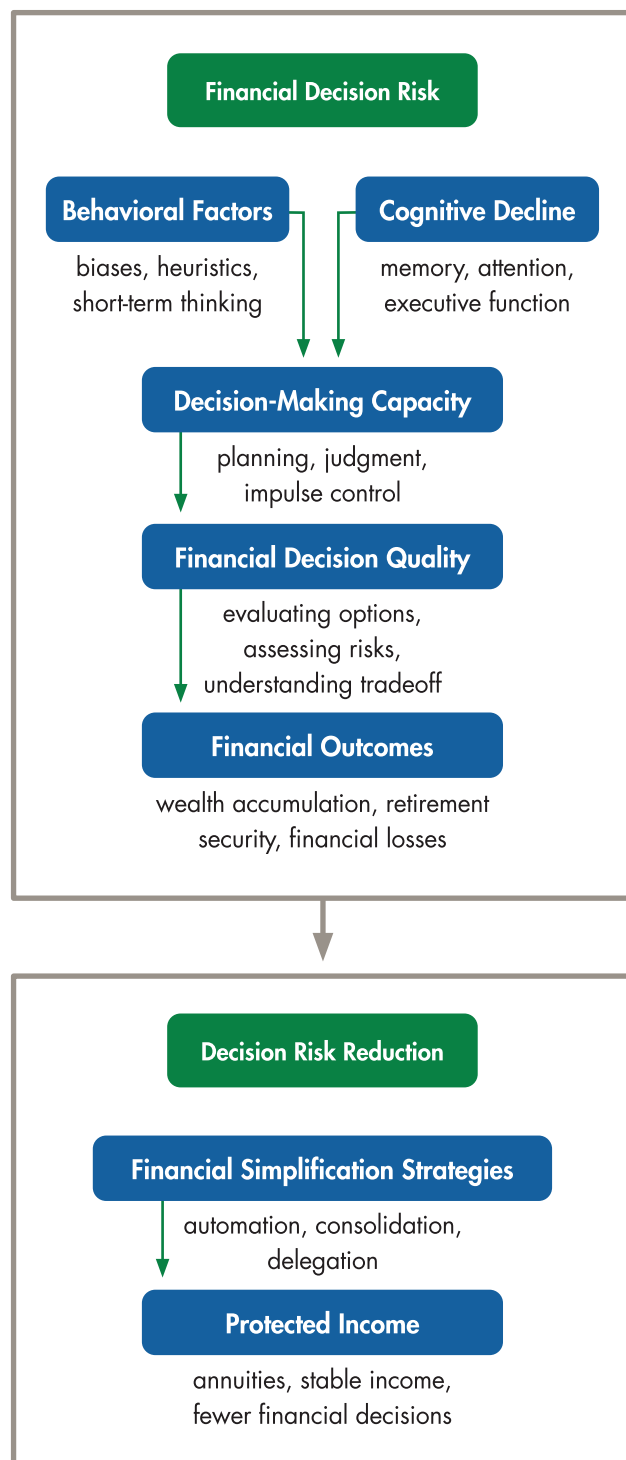 Financial Decision Risk
Behavioral Factors
biases, heuristics,
short-term thinking
Cognitive Decline
memory, attention,
executive function
Decision-Making Capacity
planning, judgment,
impulse control
Financial Decision Quality
evaluating options,
assessing risks,
understanding tradeoff
Financial Outcomes
wealth accumulation, retirement
security, financial losses
Decision Risk Reduction
Financial Simplification Strategies
automation, consolidation,
delegation
Protected Income
annuities, stable income,
fewer financial decisions